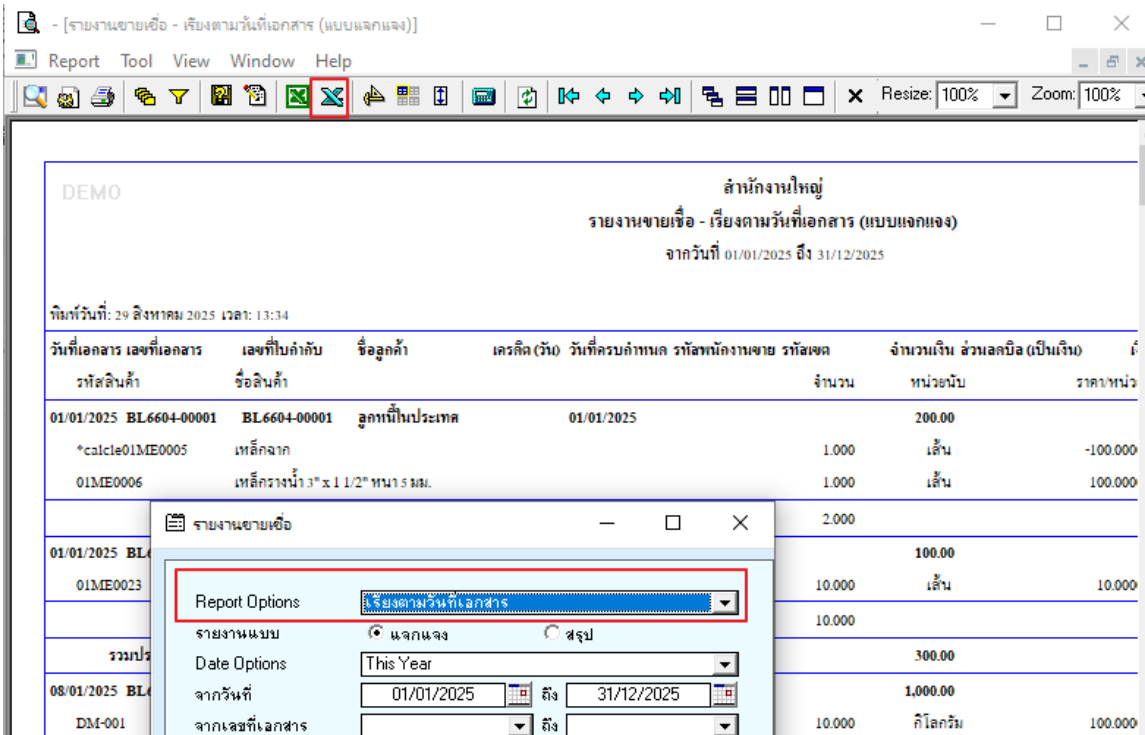 - [รายงานขายเชื่อ - เรียงตามวันที่เอกสาร (แบบแจกแจง)]
Report Tool View Window Help
Resize: 100% Zoom: 100%
DEMO
สำนักงานใหญ่
รายงานขายเชื่อ - เรียงตามวันที่เอกสาร (แบบแจกแจง)
จากวันที่ 01/01/2025 ถึง 31/12/2025
พิมพ์วันที่: 29 สิงหาคม 2025 เวลา: 13:34
วันที่เอกสาร เลขที่เอกสาร เลขที่ใบกำกับ ชื่อลูกค้า เครดิต (วัน) วันที่ครบกำหนด รหัสพนักงานขาย รหัสเขต จำนวนเงิน ส่วนลดบิล (เป็นเงิน)
รหัสสินค้า ชื่อสินค้า จำนวน หน่วยนับ ราคา/หน่วย
01/01/2025 BL6604-00001 BL6604-00001 ลูกหนี้ในประเทศ 01/01/2025 200.00
*calcle01ME0005 เหล็กฉาก 1.000 เส้น -100.000
01ME0006 เหล็กรางน้ำ 3" x 1 1/2" หนา 5 มม. 1.000 เส้น 100.000
รายงานขายเชื่อ 2.000
01/01/2025 100.00
01ME0023 10.000 เส้น 10.000
Report Options เรียงตามวันที่เอกสาร
10.000
รายงานแบบ แจกแจง สรุป
300.00
Date Options This Year
08/01/2025 1,000.00
จากวันที่ 01/01/2025 ถึง 31/12/2025
DM-001 10.000 กิโลกรัม 100.000
จากเลขที่เอกสาร ถึง